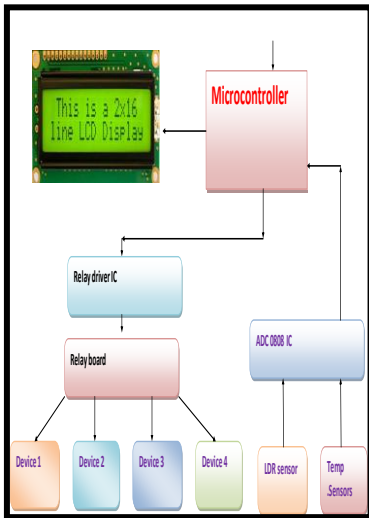 This is a 2x16
line LCD Display
Microcontroller
Relay driver IC
Relay board
ADC 0808 IC
Device 1
Device 2
Device 3
Device 4
LDR sensor
Temp
.Sensors